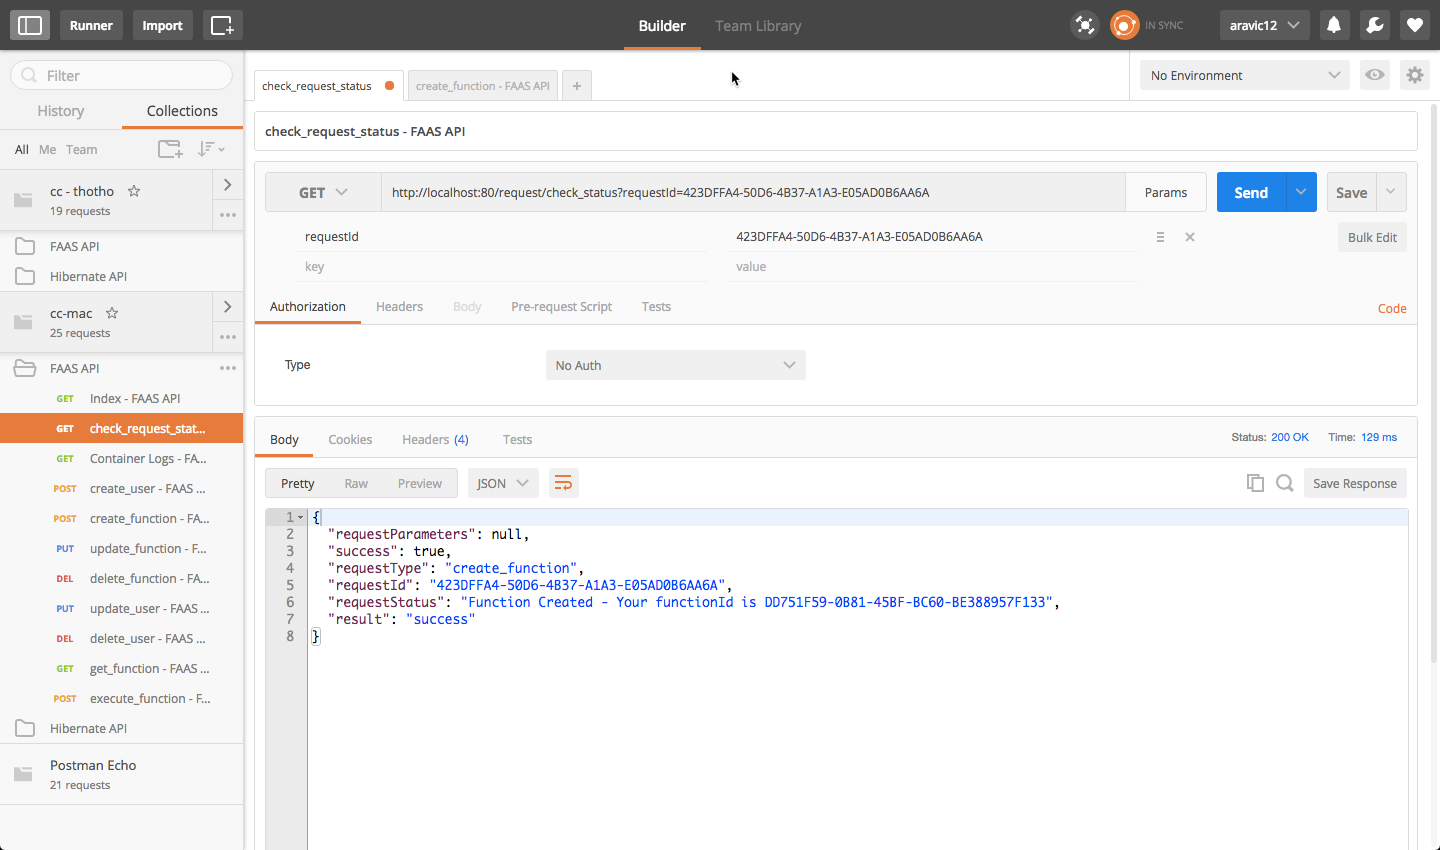 Runner
Import
Builder
Team Library
IN SYNC
aravic12
Filter
History
Collections
All Me Team
cc - thotho
19 requests
FAAS API
Hibernate API
cc-mac
25 requests
FAAS API
GET Index - FAAS API
GET check_request_stat...
GET Container Logs - FA...
POST create_user - FAAS ...
POST create_function - FA...
PUT update_function - F...
DEL delete_function - FA...
PUT update_user - FAAS ...
DEL delete_user - FAAS ...
GET get_function - FAAS ...
POST execute_function - F...
Hibernate API
Postman Echo
21 requests
check_request_status
create_function - FAAS API
+
No Environment
check_request_status - FAAS API
GET http://localhost:80/request/check_status?requestId=423DFFA4-50D6-4B37-A1A3-E05AD0B6AA6A Params Send Save
requestId 423DFFA4-50D6-4B37-A1A3-E05AD0B6AA6A Bulk Edit
key value
Authorization Headers Body Pre-request Script Tests Code
Type No Auth
Body Cookies Headers (4) Tests Status: 200 OK Time: 129 ms
Pretty Raw Preview JSON Save Response
1 {
2 "requestParameters": null,
3 "success": true,
4 "requestType": "create_function",
5 "requestId": "423DFFA4-50D6-4B37-A1A3-E05AD0B6AA6A",
6 "requestStatus": "Function Created - Your functionId is DD751F59-0B81-45BF-BC60-BE388957F133",
7 "result": "success"
8 }